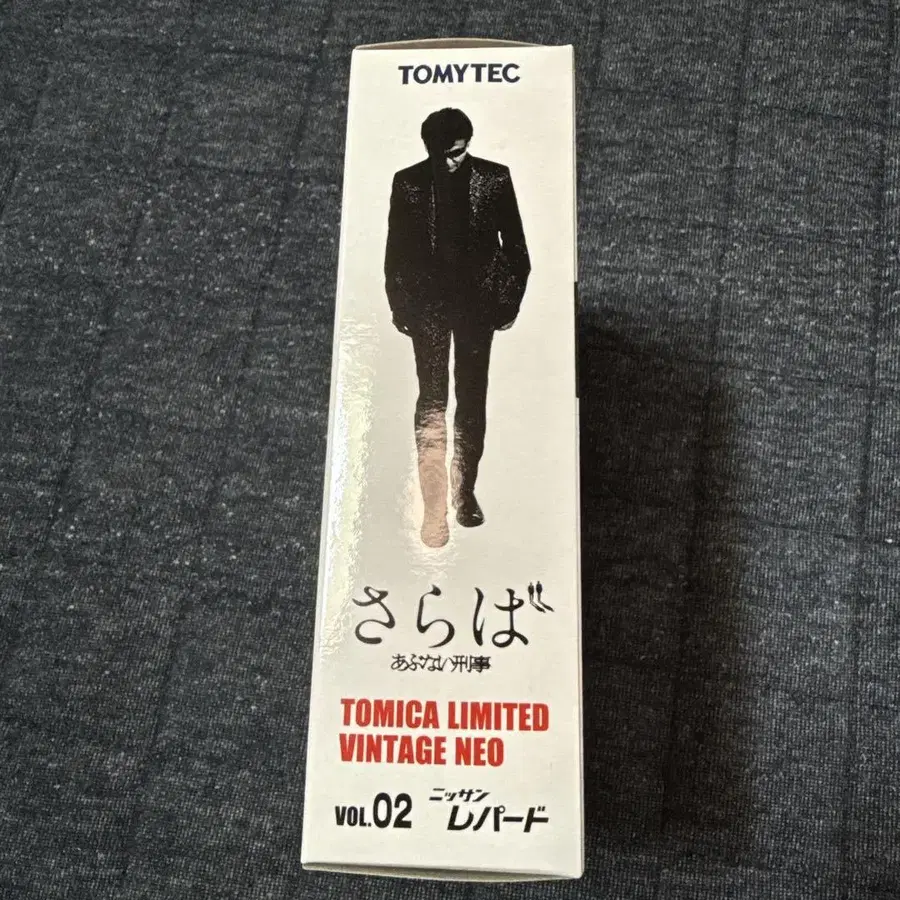 TOMYTEC
さらば
あぶない刑事
TOMICA LIMITED
VINTAGE NEO
VOL.02 ニッサン
レパード